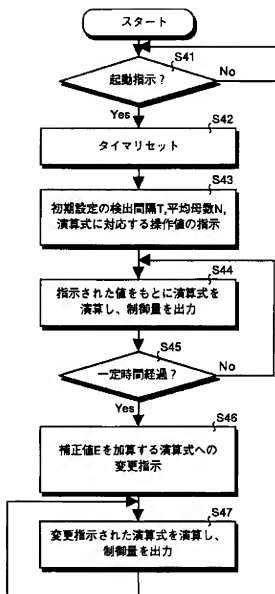 スタート
S41
起動指示？
No
Yes
S42
タイマリセット
S43
初期設定の検出間隔T,平均母数N,
演算式に対応する操作値の指示
S44
指示された値をもとに演算式を
演算し、制御量を出力
S45
一定時間経過？
No
Yes
S46
補正値Eを加算する演算式への
変更指示
S47
変更指示された演算式を演算し、
制御量を出力